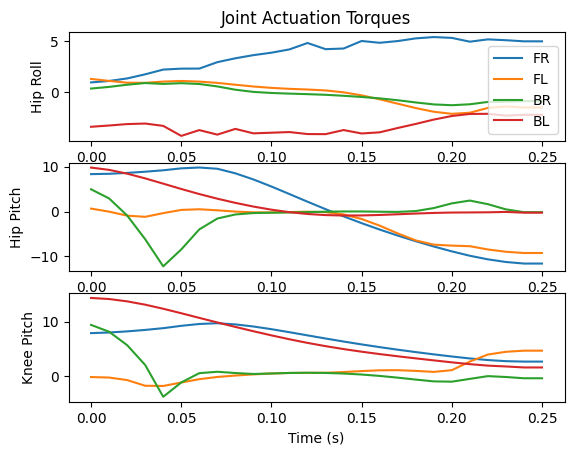 Joint Actuation Torques
Hip Roll
5
0
FR
FL
BR
BL
0.00 0.05 0.10 0.15 0.20 0.25
Hip Pitch
10
0
−10
0.00 0.05 0.10 0.15 0.20 0.25
Knee Pitch
10
0
0.00 0.05 0.10 0.15 0.20 0.25
Time (s)